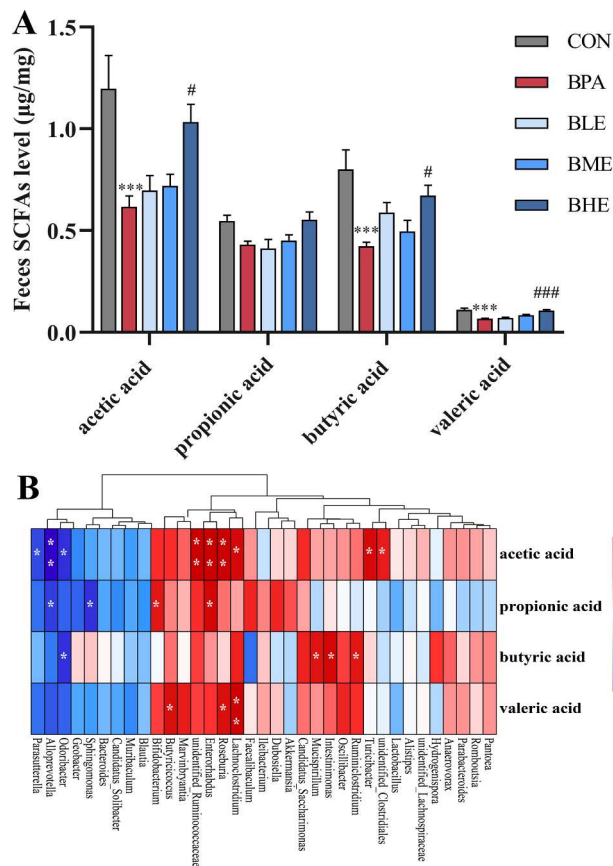 A
Feces SCFAs level (µg/mg)
1.5
1.0
0.5
0.0
***
#
***
#
***
###
CON
BPA
BLE
BME
BHE
acetic acid
propionic acid
butyric acid
valeric acid
B
* * * * * * * * * * * * * *
acetic acid
* * * *
propionic acid
* * * *
butyric acid
* * * *
valeric acid
Parasutterella
Alloprevotella
Odoribacter
Geobacter
Sphingomonas
Bacteroides
Candidatus_Solibacter
Muribaculum
Blautia
Bifidobacterium
Butyricicoccus
Marvinbryantia
unidentified_Ruminococcaceae
Enterorhabdus
Roseburia
Lachnoclostridium
Faecalibaculum
Ileibacterium
Dubosiella
Akkermansia
Candidatus_Saccharimonas
Mucispirillum
Intestinimonas
Oscillibacter
Ruminiclostridium
Turicibacter
unidentified_Clostridiales
Lactobacillus
Alistipes
unidentified_Lachnospiraceae
Hydrogenispora
Anaerovorax
Parabacteroides
Romboutsia
Pantoea